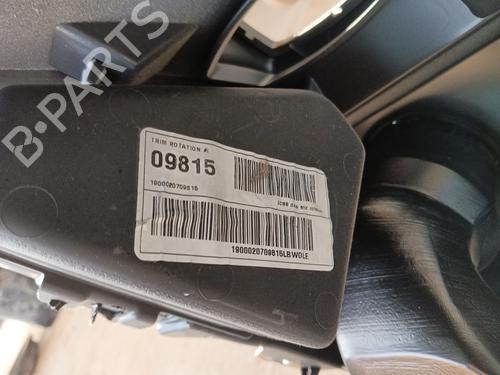 B-PARTS
TRIM ROTATION #:
09815
1900020709816
1900020709816LBWOLE